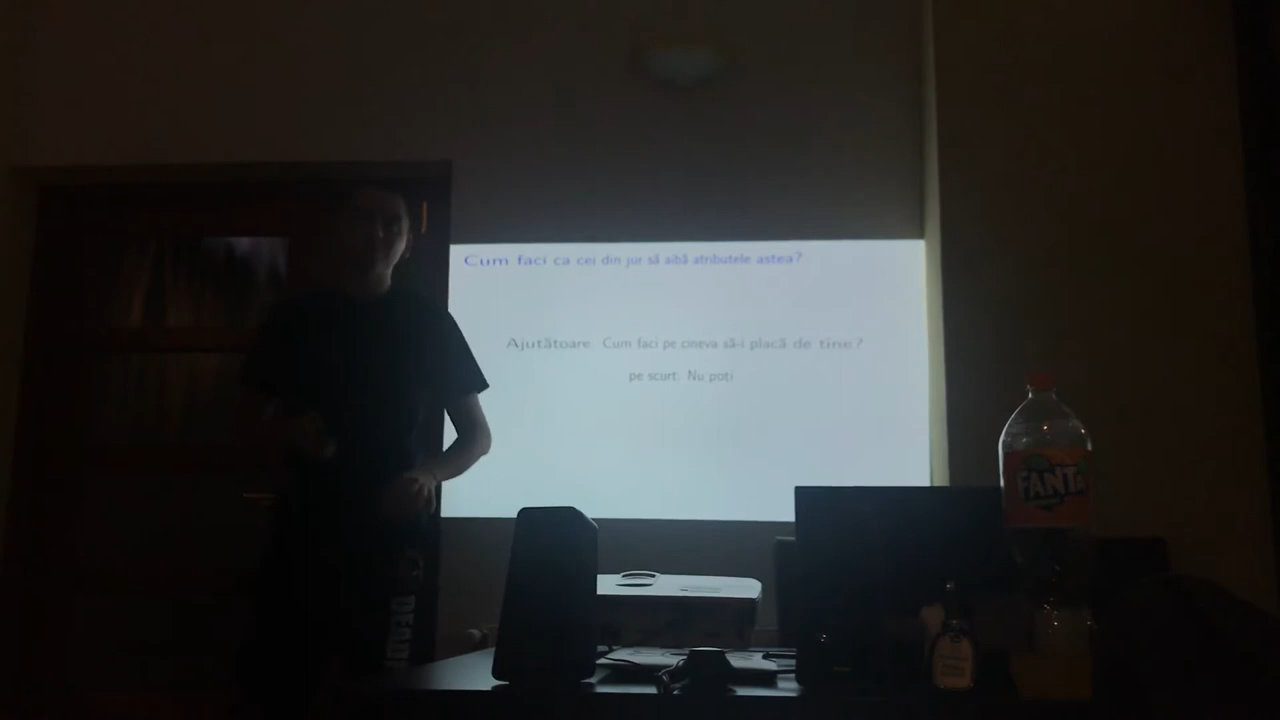 Cum faci ca cei din jur să aibă atributele astea?
Ajutătoare: Cum faci pe cineva să-i placă de tine?
pe scurt: Nu poți
FANTA